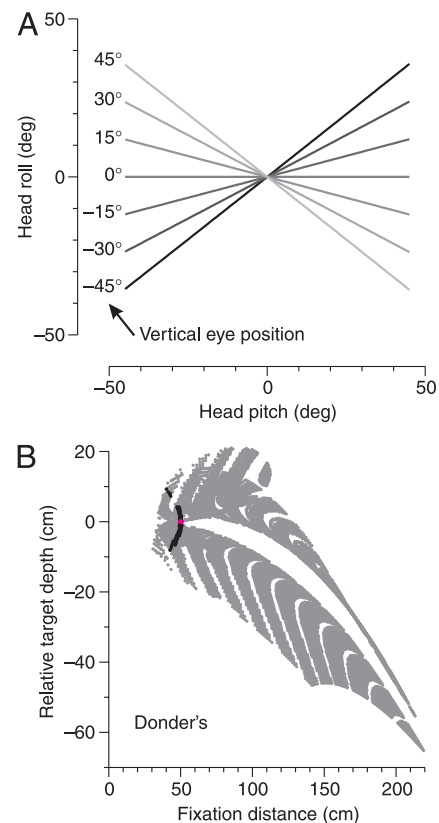 A
50
45°
30°
15°
0°
–15°
–30°
–45°
0
–50
Head roll (deg)
Vertical eye position
–50
0
50
Head pitch (deg)
B
20
0
–20
–40
–60
Relative target depth (cm)
Donder's
0
50
100
150
200
Fixation distance (cm)